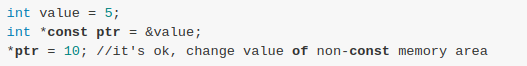 int value = 5;
int *const ptr = &value;
*ptr = 10; //it's ok, change value of non-const memory area